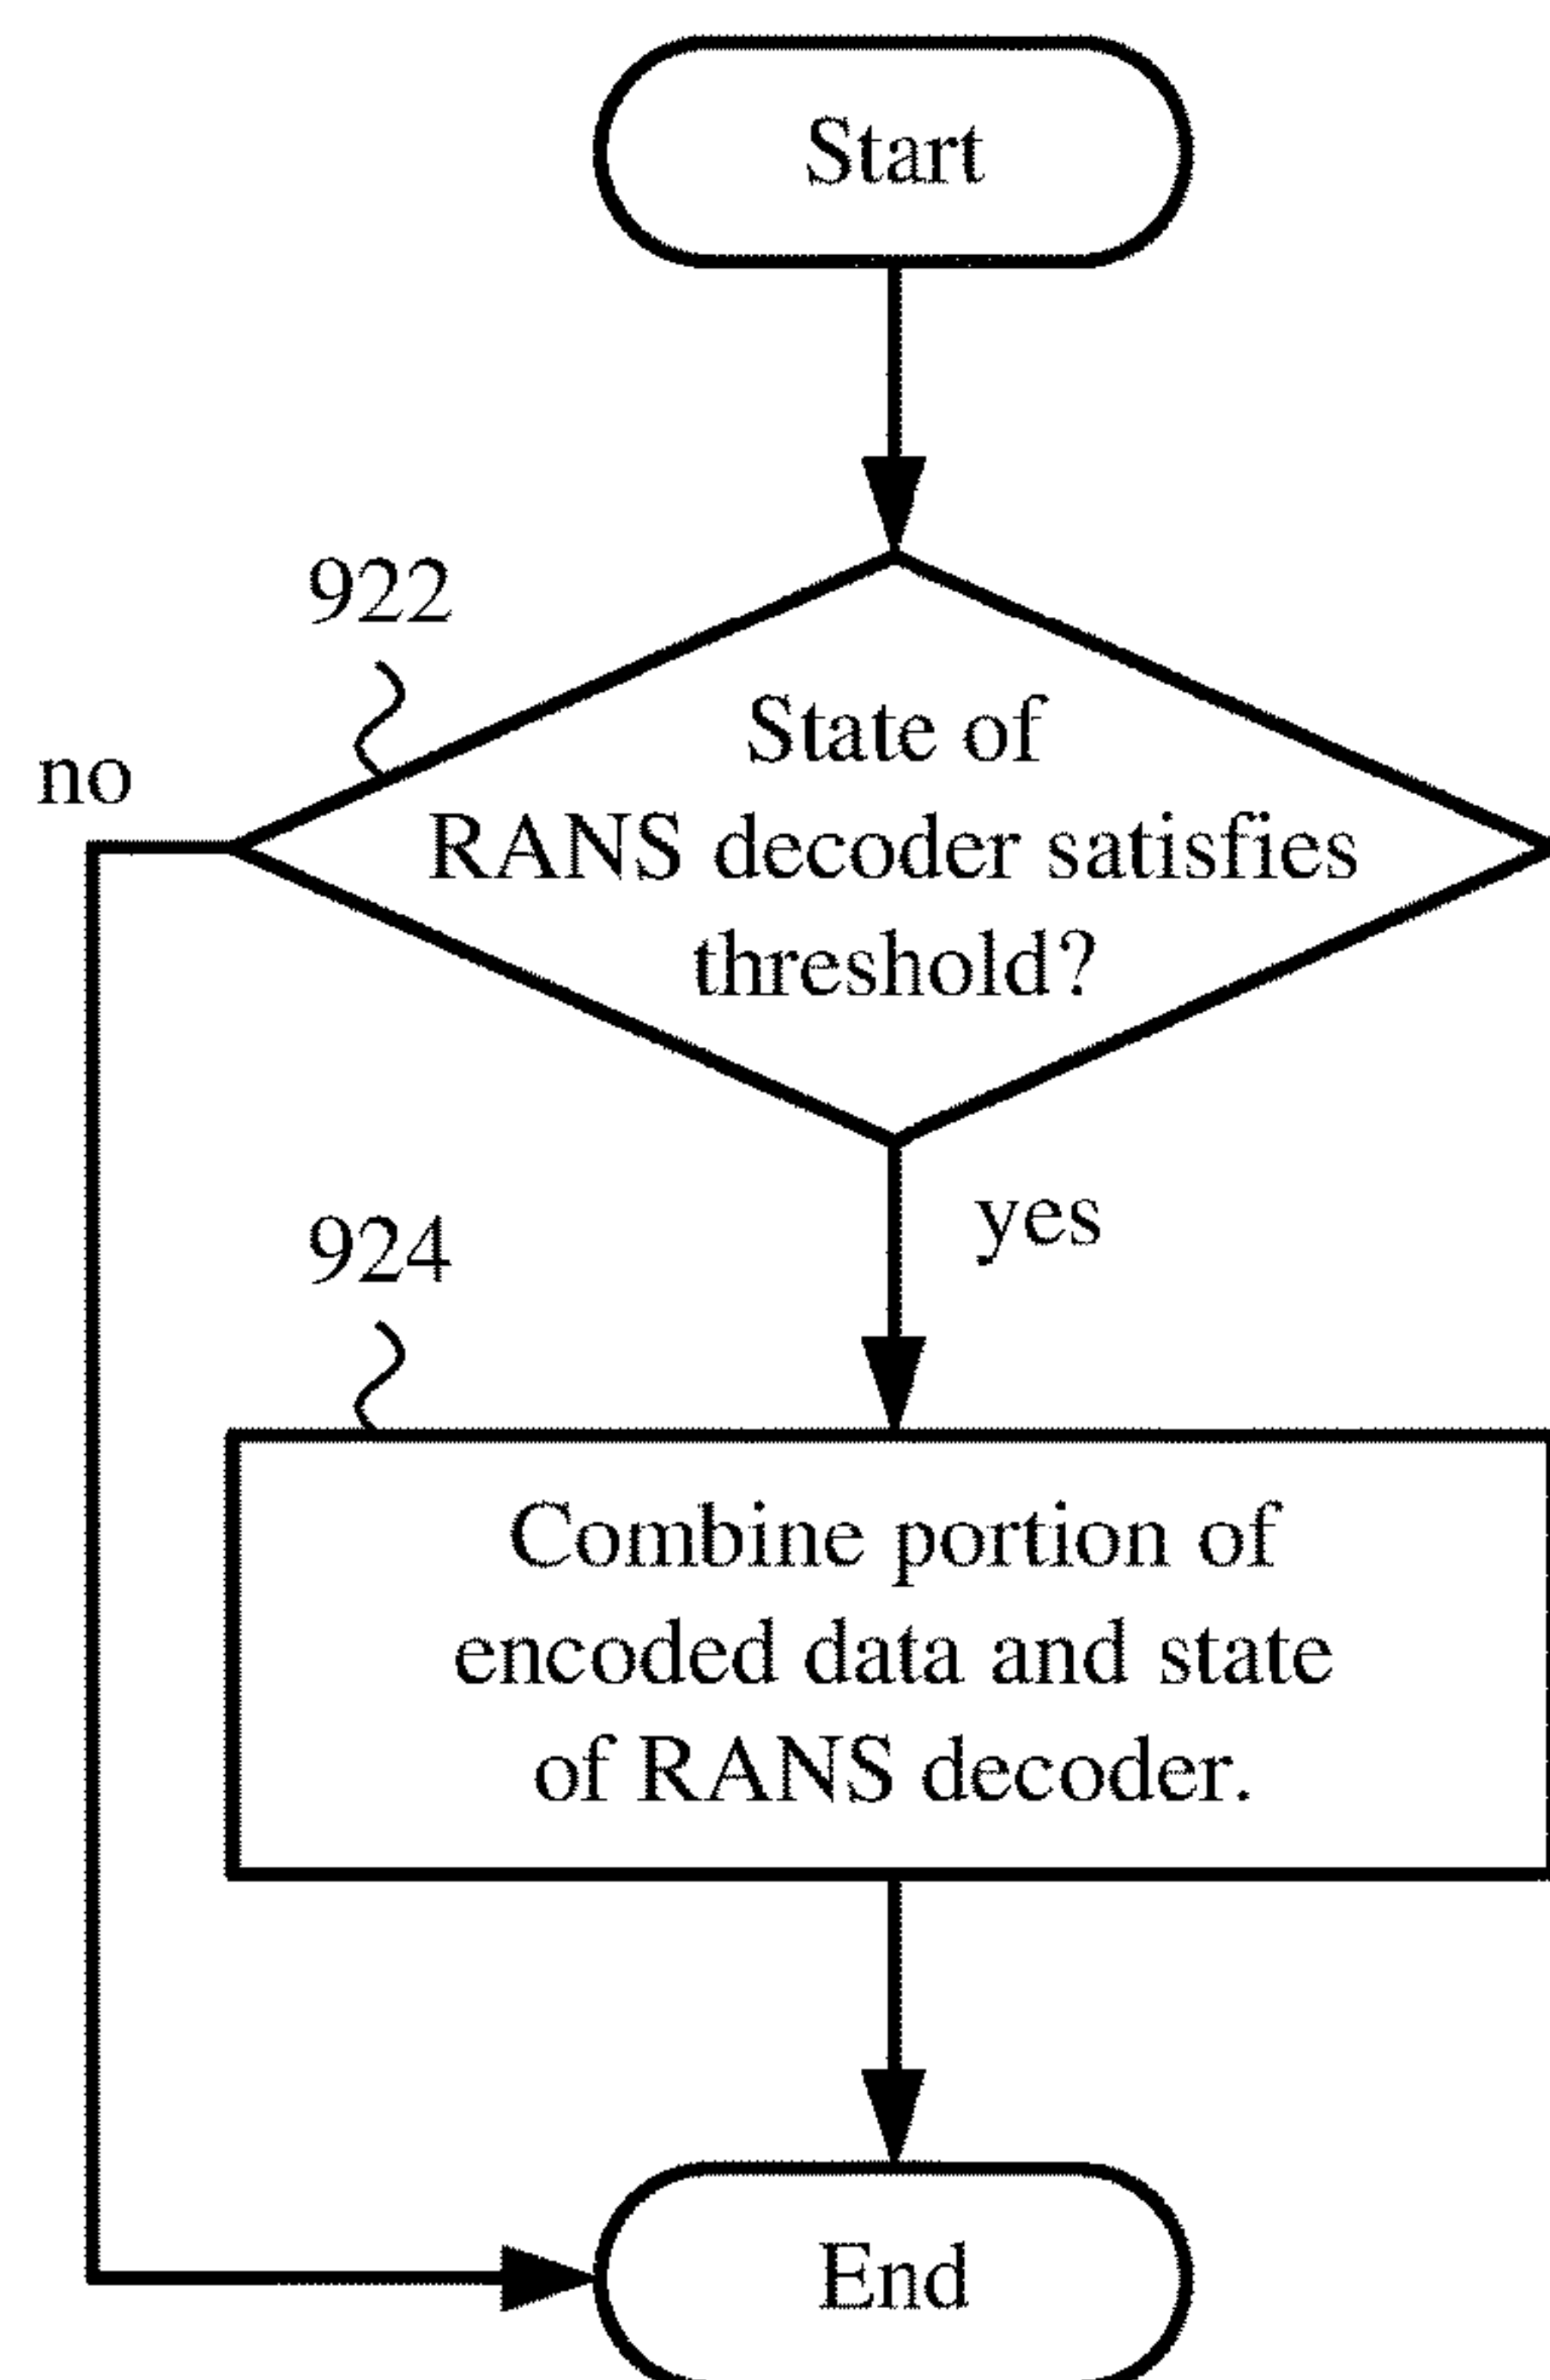 Start
922
State of
RANS decoder satisfies
threshold?
no
yes
924
Combine portion of
encoded data and state
of RANS decoder.
End